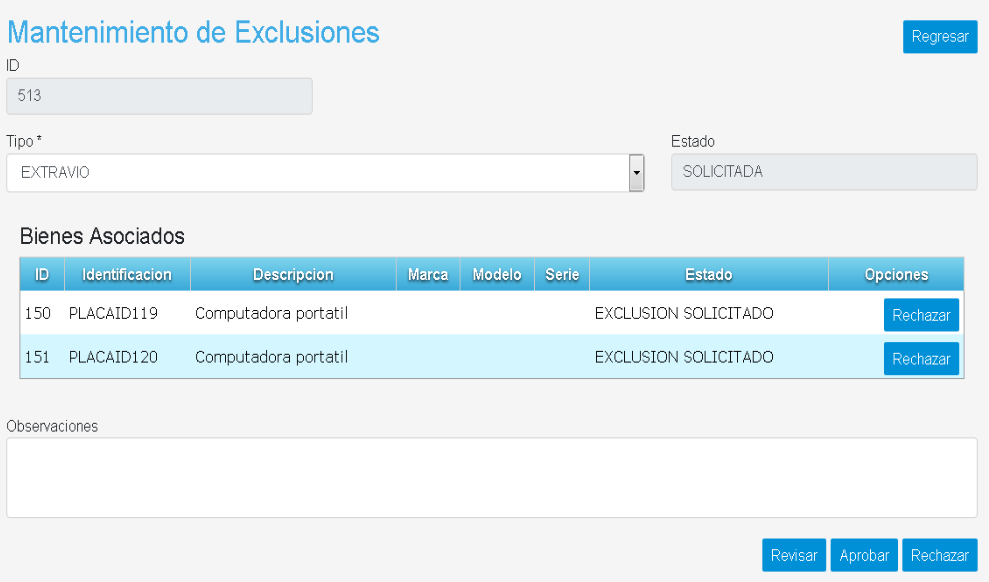 Mantenimiento de Exclusiones
Regresar
ID
513
Tipo *
Estado
EXTRAVIO
SOLICITADA
Bienes Asociados
ID Identificacion Descripcion Marca Modelo Serie Estado Opciones
150 PLACAID119 Computadora portatil EXCLUSION SOLICITADO Rechazar
151 PLACAID120 Computadora portatil EXCLUSION SOLICITADO Rechazar
Observaciones
Revisar Aprobar Rechazar